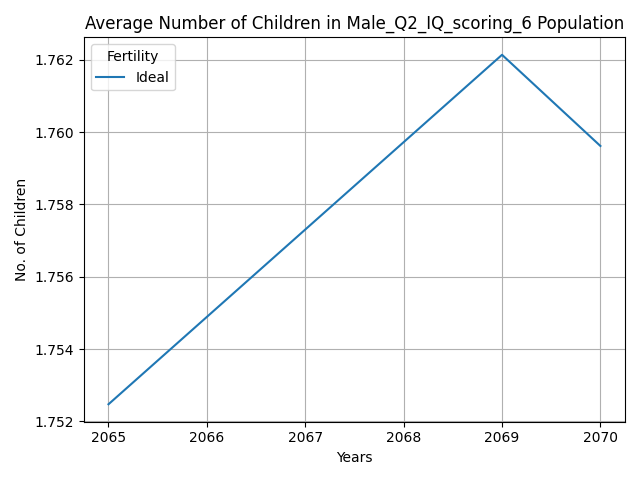 Average Number of Children in Male_Q2_IQ_scoring_6 Population
Fertility
Ideal
1.762
1.760
1.758
1.756
1.754
1.752
No. of Children
2065 2066 2067 2068 2069 2070
Years